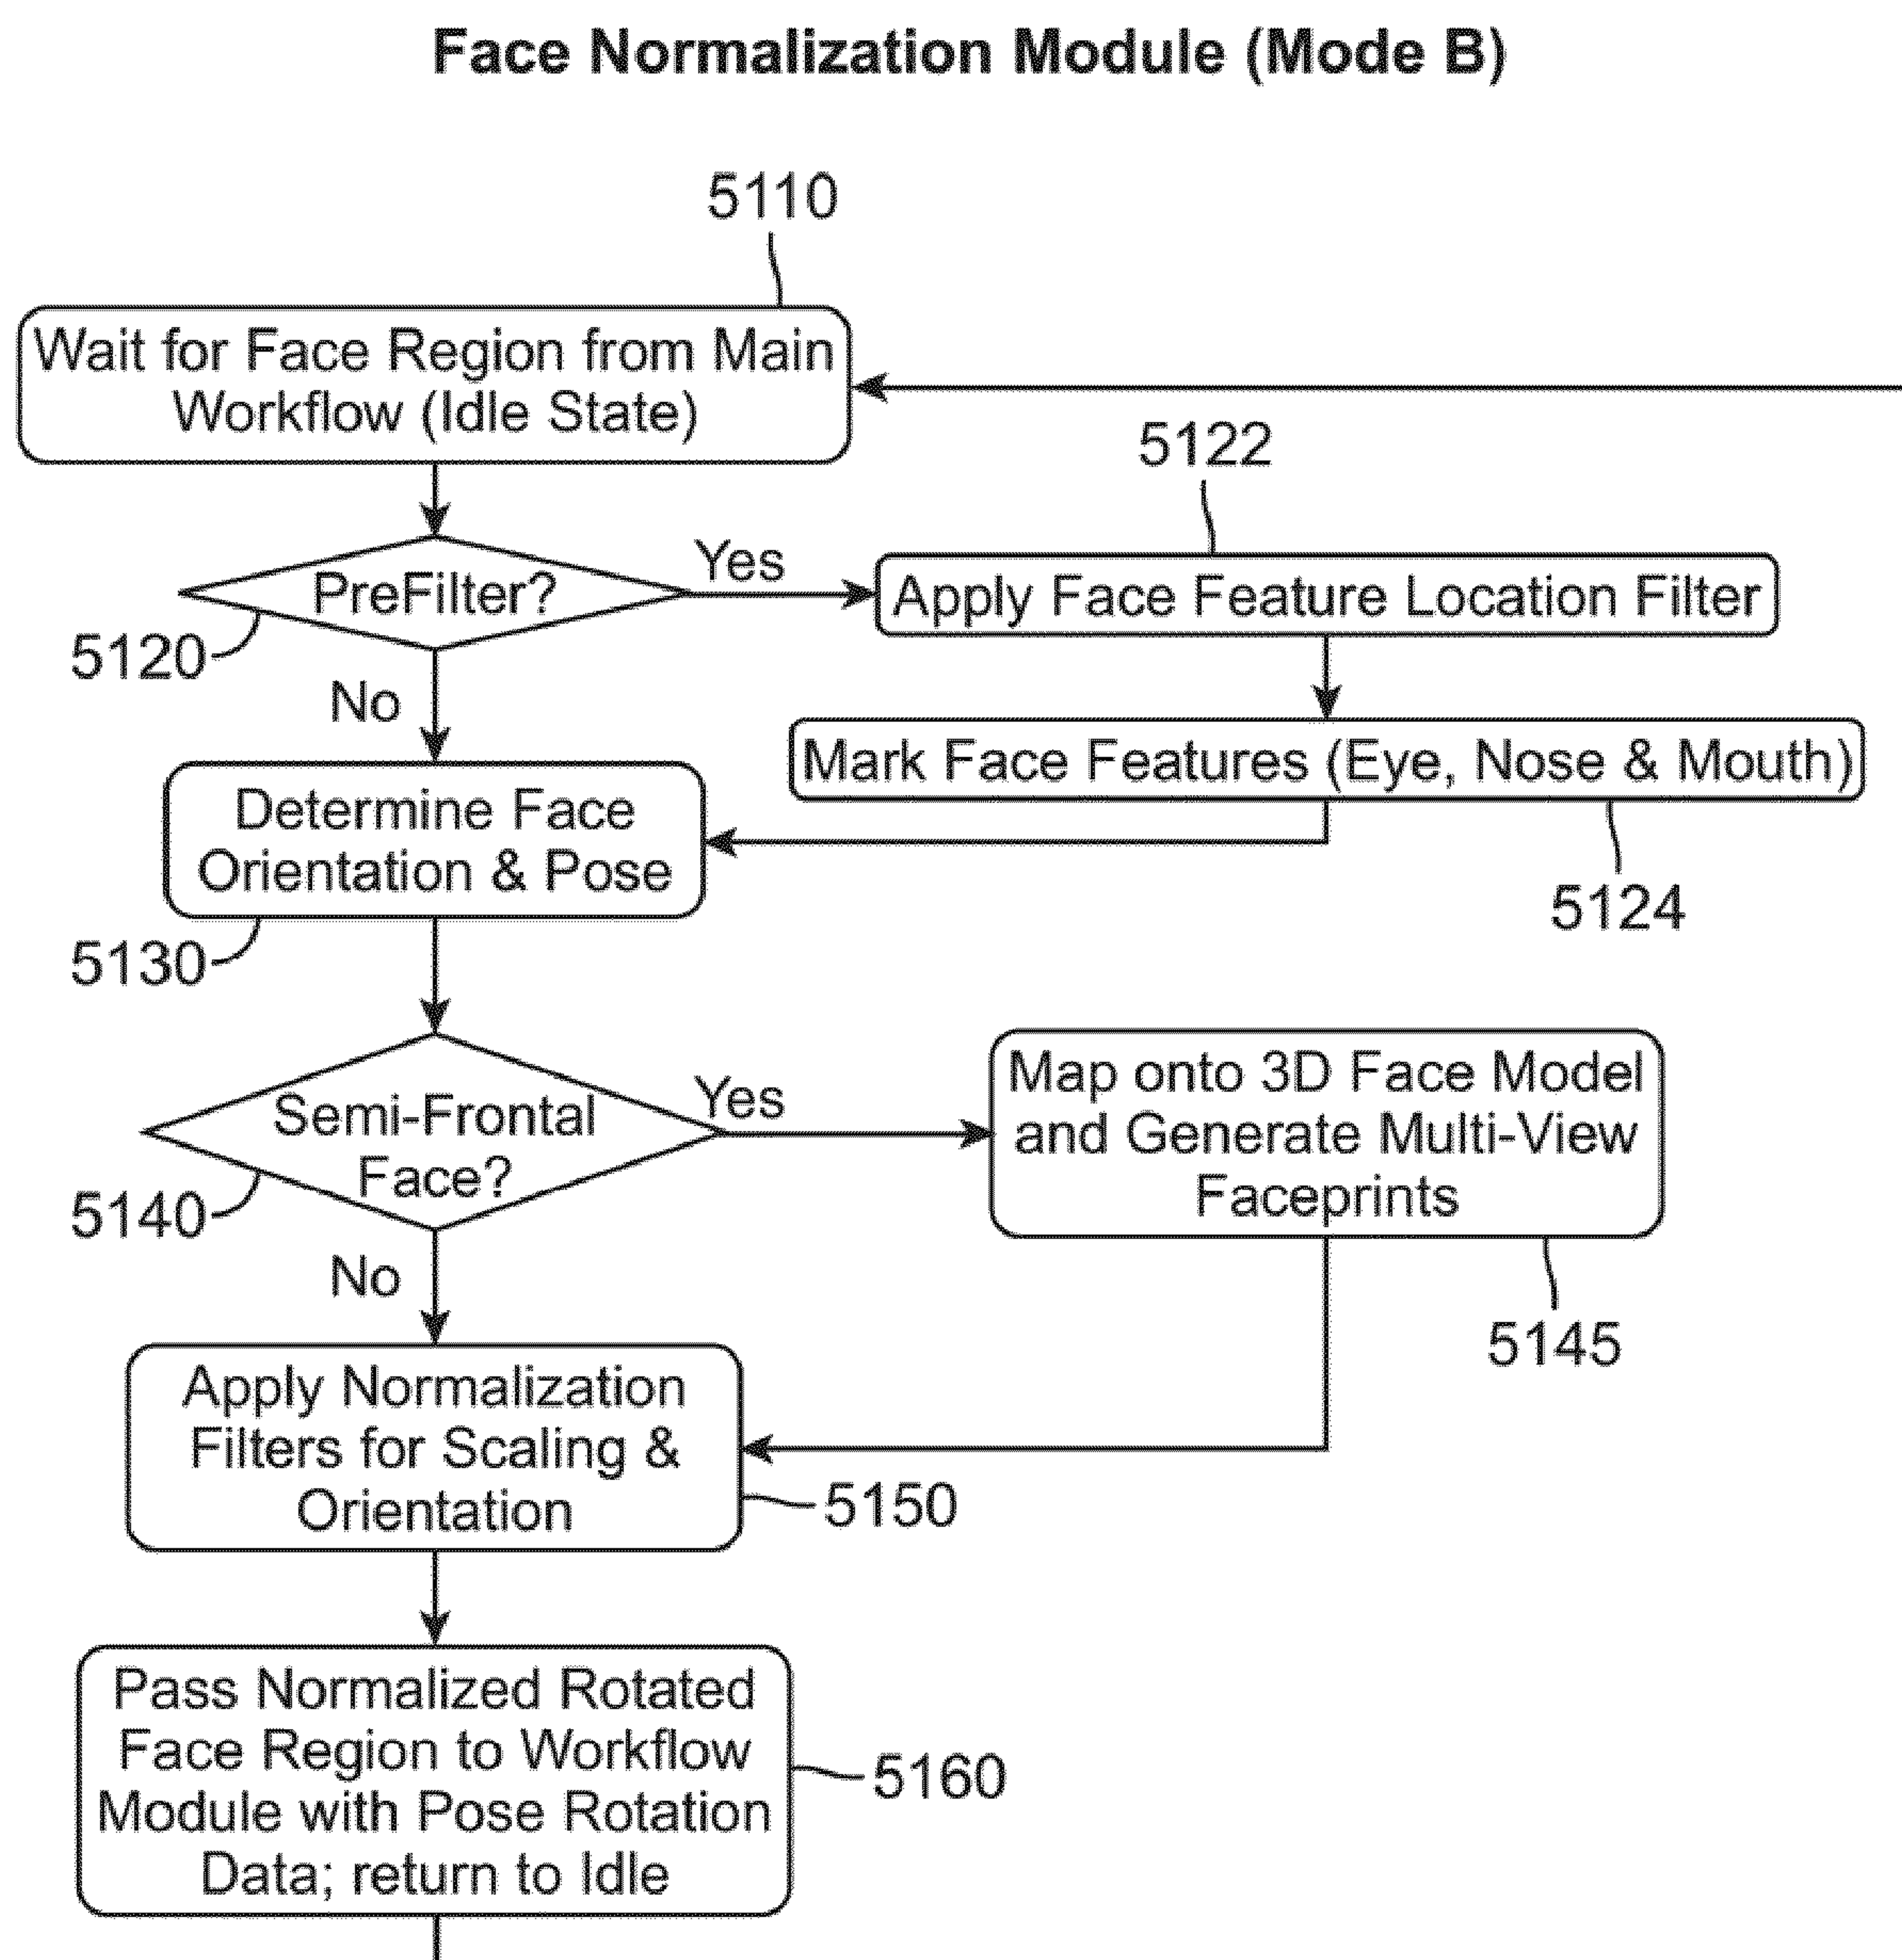 Face Normalization Module (Mode B)
5110
Wait for Face Region from Main
Workflow (Idle State)
5122
PreFilter?
Yes
Apply Face Feature Location Filter
5120
No
Mark Face Features (Eye, Nose & Mouth)
Determine Face
Orientation & Pose
5124
5130
Semi-Frontal
Face?
Yes
Map onto 3D Face Model
and Generate Multi-View
Faceprints
5140
No
5145
Apply Normalization
Filters for Scaling &
Orientation
5150
Pass Normalized Rotated
Face Region to Workflow
Module with Pose Rotation
Data; return to Idle
5160